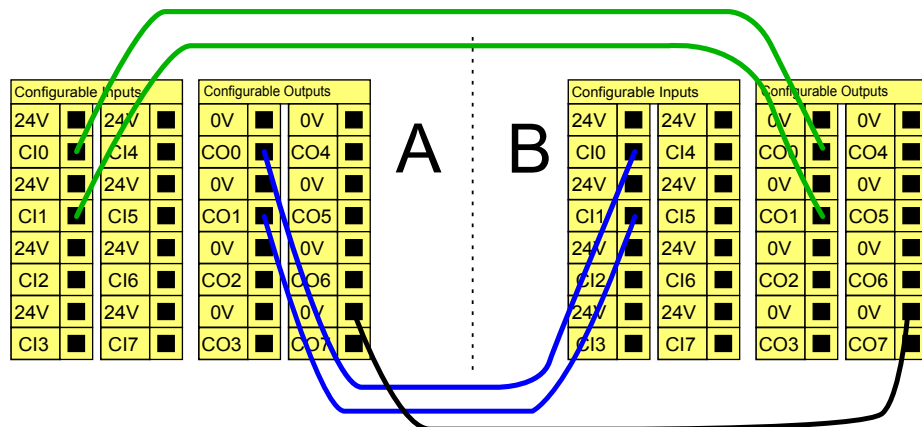 Configurable Inputs Configurable Outputs Configurable Inputs Configurable Outputs
24V 24V 0V 0V A B 24V 24V 0V 0V
CI0 CI4 CO0 CO4 CI0 CI4 CO0 CO4
24V 24V 0V 0V 24V 24V 0V 0V
CI1 CI5 CO1 CO5 CI1 CI5 CO1 CO5
24V 24V 0V 0V 24V 24V 0V 0V
CI2 CI6 CO2 CO6 CI2 CI6 CO2 CO6
24V 24V 0V 0V 24V 24V 0V 0V
CI3 CI7 CO3 CO7 CI3 CI7 CO3 CO7